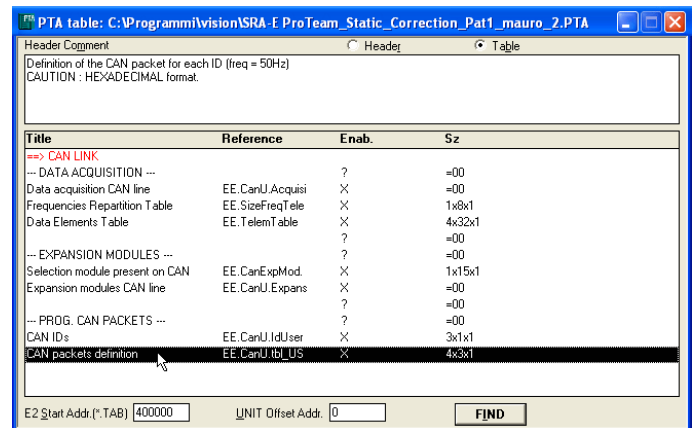 PTA table: C:\Programmi\vision\SRA-E ProTeam_Static_Correction_Pat1_mauro_2.PTA
Header Comment Header Table
Definition of the CAN packet for each ID (freq = 50Hz)
CAUTION : HEXADECIMAL format.
Title Reference Enab. Sz
==> CAN LINK
--- DATA ACQUISITION --- ? =00
Data acquisition CAN line EE.CanU.Acquisi X =00
Frequencies Repartition Table EE.SizeFreqTele X 1x8x1
Data Elements Table EE.TelemTable X 4x32x1
? =00
--- EXPANSION MODULES --- ? =00
Selection module present on CAN EE.CanExpMod. X 1x15x1
Expansion modules CAN line EE.CanU.Expans X =00
? =00
--- PROG. CAN PACKETS --- ? =00
CAN IDs EE.CanU.IdUser X 3x1x1
CAN packets definition EE.CanU.tbl_US X 4x3x1
E2 Start Addr.(*.TAB) 400000 UNIT Offset Addr. 0 FIND